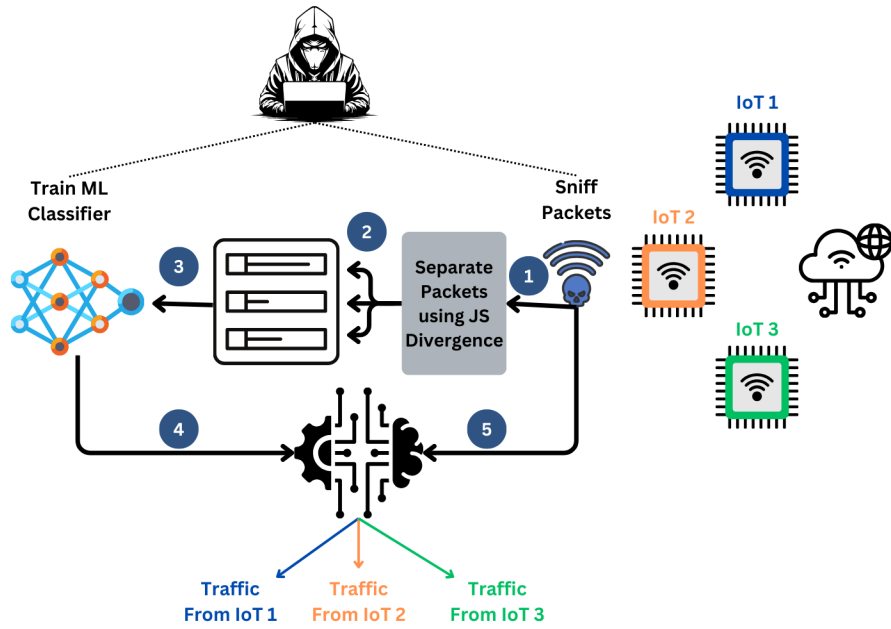 IoT 1
Train ML
Classifier
Sniff
Packets
IoT 2
2
3
1
Separate
Packets
using JS
Divergence
IoT 3
4
5
Traffic
From IoT 1
Traffic
From IoT 2
Traffic
From IoT 3